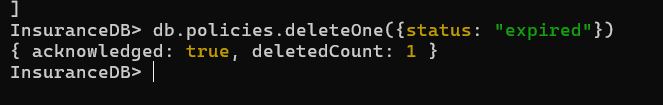 ]
InsuranceDB> db.policies.deleteOne({status: "expired"})
{ acknowledged: true, deletedCount: 1 }
InsuranceDB>